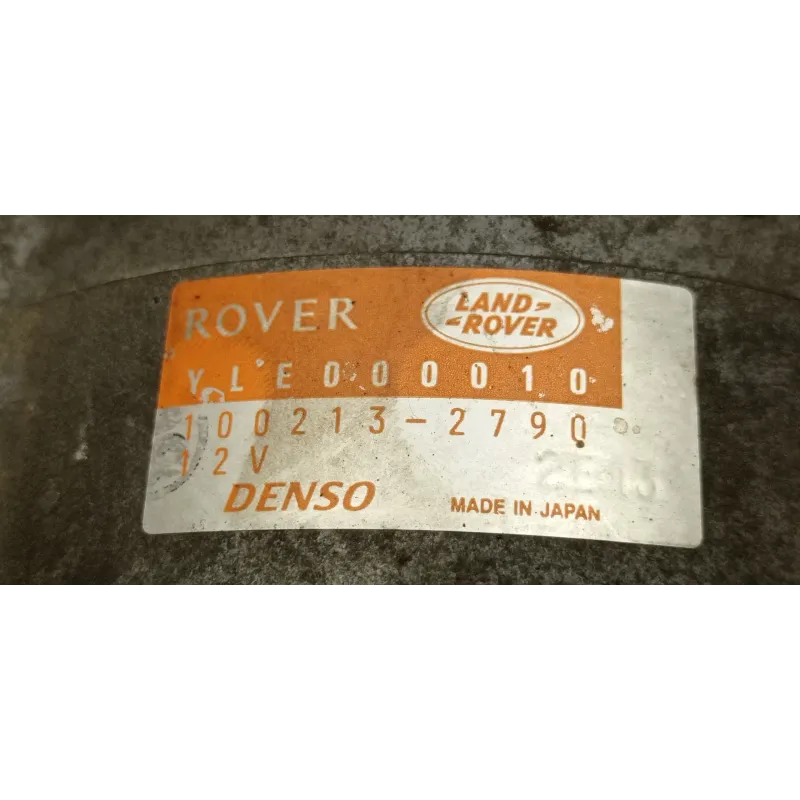 ROVER
LAND-
-ROVER
YLE000010
100213-2790
12V
DENSO
MADE IN JAPAN